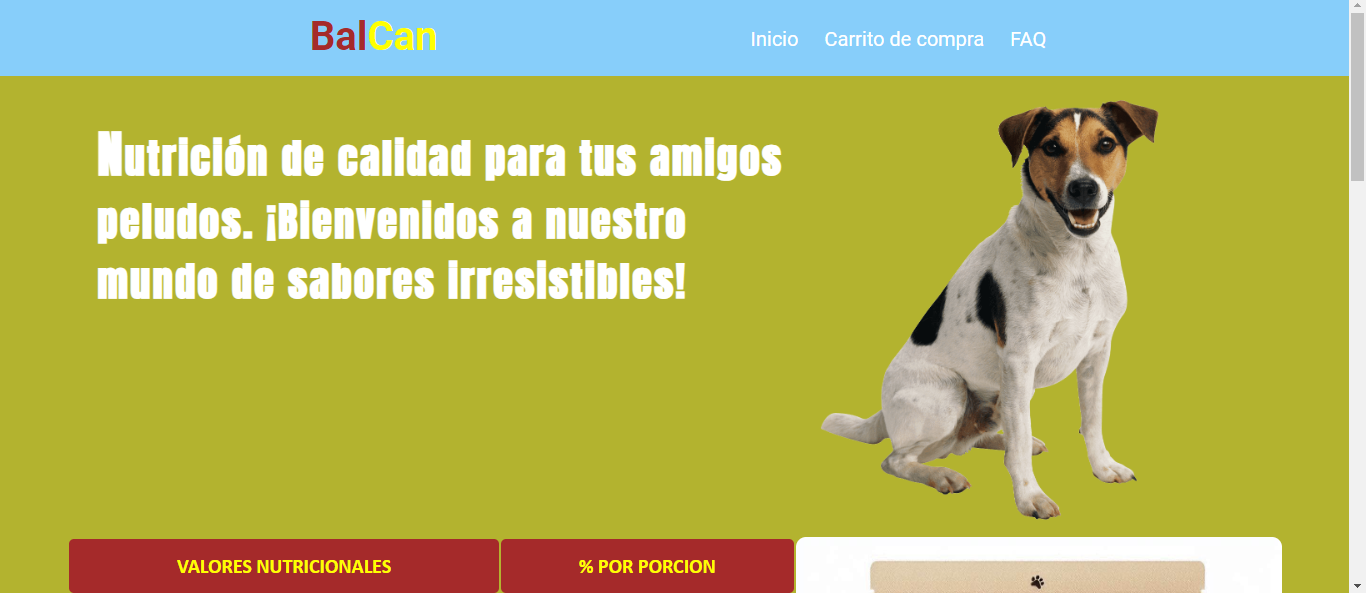 BalCan
Inicio Carrito de compra FAQ
Nutrición de calidad para tus amigos
peludos. ¡Bienvenidos a nuestro
mundo de sabores irresistibles!
VALORES NUTRICIONALES % POR PORCION